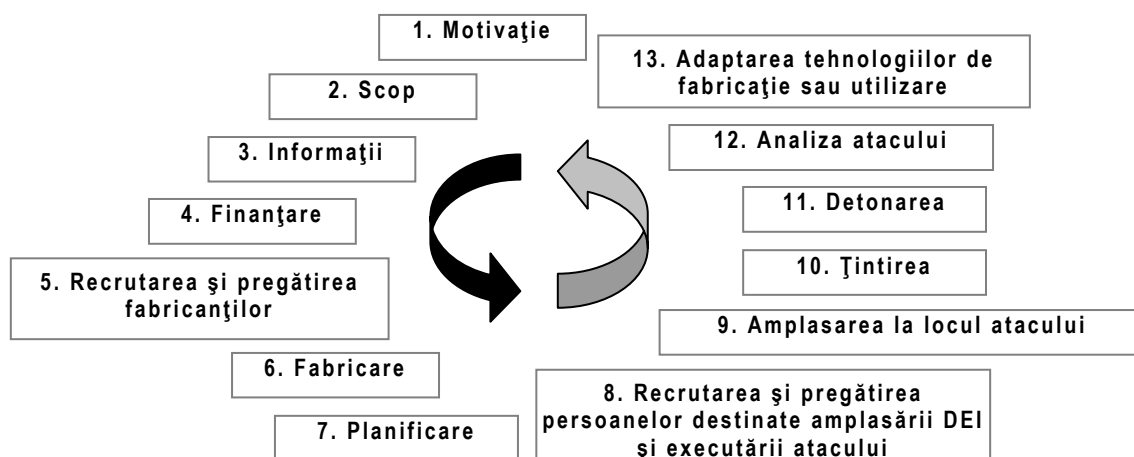 1. Motivaţie
2. Scop
3. Informaţii
4. Finanţare
5. Recrutarea şi pregătirea
fabricanţilor
6. Fabricare
7. Planificare
8. Recrutarea şi pregătirea
persoanelor destinate amplasării DEI
şi executării atacului
9. Amplasarea la locul atacului
10. Ţintirea
11. Detonarea
12. Analiza atacului
13. Adaptarea tehnologiilor de
fabricaţie sau utilizare